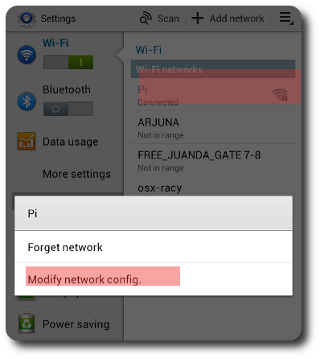 Settings
Scan
Add network
Wi-Fi
Bluetooth
Data usage
More settings
Power saving
Wi-Fi
Wi-Fi networks
Pi
Connected
ARJUNA
Not in range
FREE_JUANDA_GATE 7-8
Not in range
osx-racy
Pi
Forget network
Modify network config.